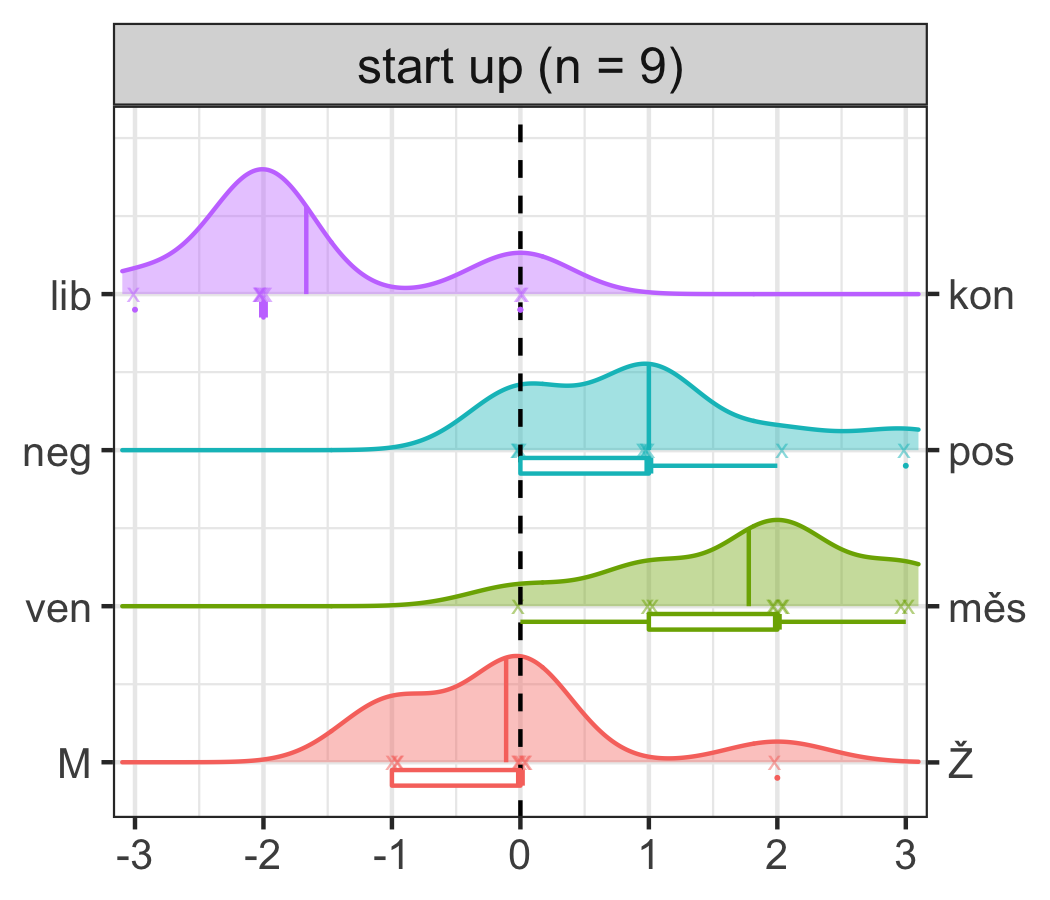 start up (n = 9)
lib kon
neg pos
ven měs
M Ž
-3 -2 -1 0 1 2 3